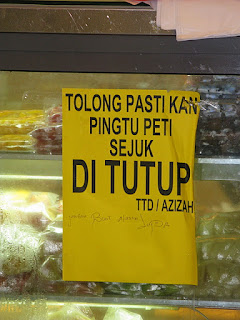 TOLONG PASTI KAN
PINGTU PETI
SEJUK
DI TUTUP
TTD / AZIZAH